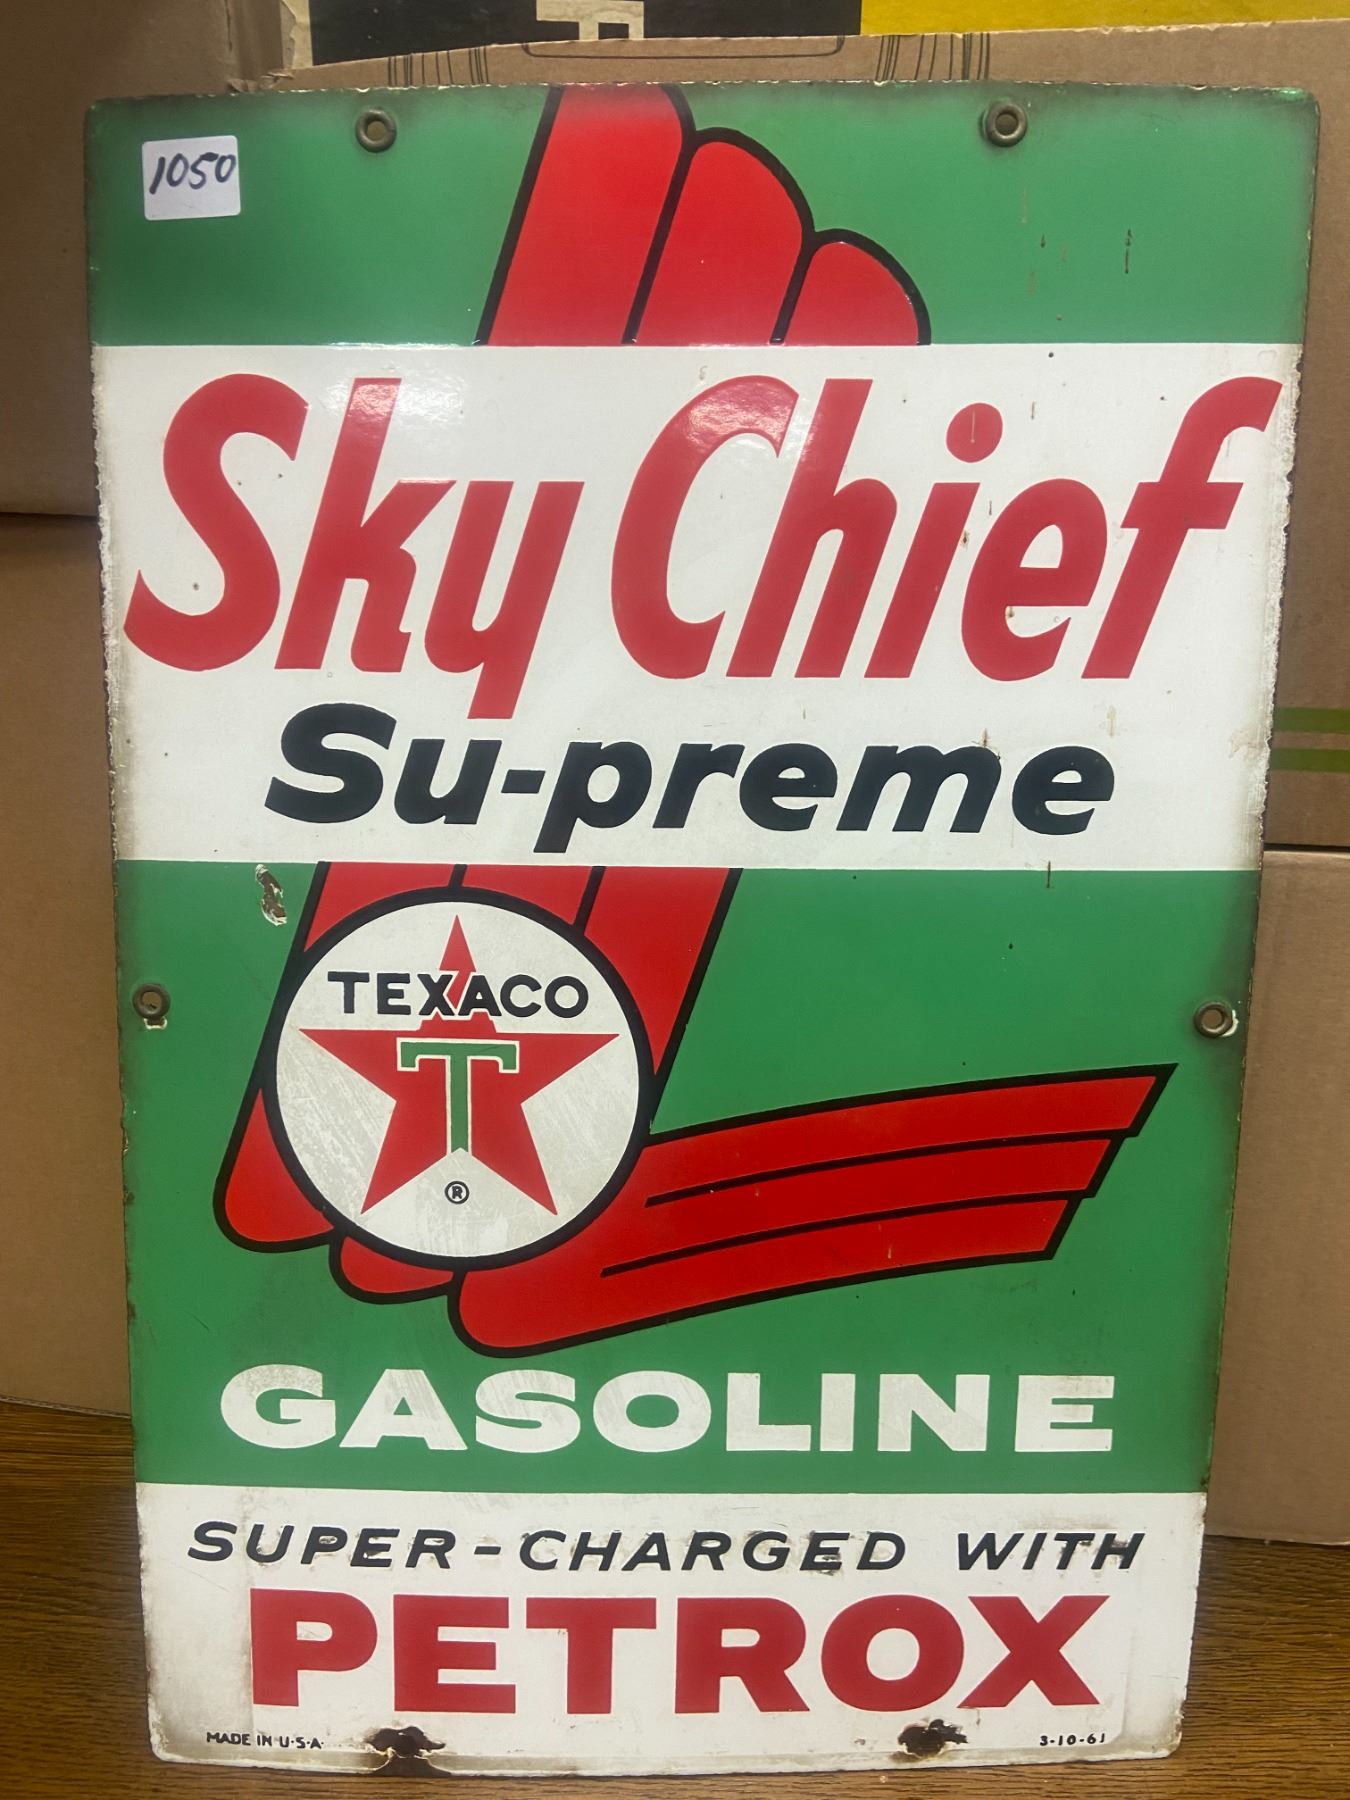 F
1050
Sky Chief
Su-preme
TEXACO
T
®
GASOLINE
SUPER-CHARGED WITH
PETROX
MADE IN U.S.A. 3-10-61